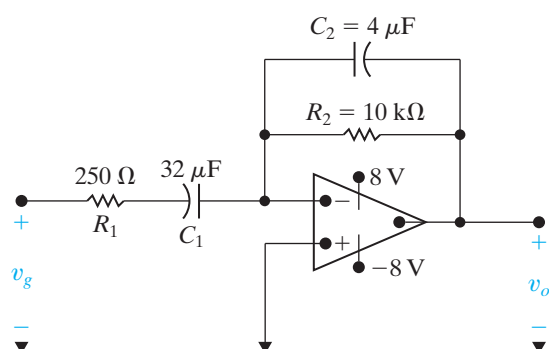 C₂ = 4 μF
R₂ = 10 kΩ
250 Ω
32 μF
8 V
R₁
C₁
−
+
−8 V
+
v_g
−
+
v_o
−